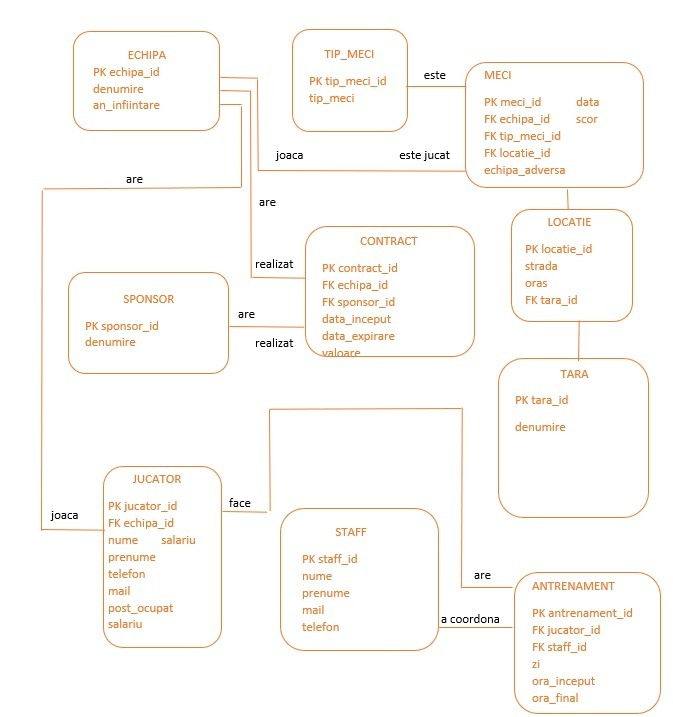 ECHIPA
PK echipa_id
denumire
an_infiintare
TIP_MECI
PK tip_meci_id
tip_meci
este
MECI
PK meci_id data
FK echipa_id scor
FK tip_meci_id
FK locatie_id
echipa_adversa
joaca
este jucat
are
are
realizat
CONTRACT
PK contract_id
FK echipa_id
FK sponsor_id
data_inceput
data_expirare
valoare
LOCATIE
PK locatie_id
strada
oras
FK tara_id
SPONSOR
PK sponsor_id
denumire
are
realizat
TARA
PK tara_id
denumire
joaca
JUCATOR
PK jucator_id
FK echipa_id
nume salariu
prenume
telefon
mail
post_ocupat
salariu
face
STAFF
PK staff_id
nume
prenume
mail
telefon
are
a coordona
ANTRENAMENT
PK antrenament_id
FK jucator_id
FK staff_id
zi
ora_inceput
ora_final